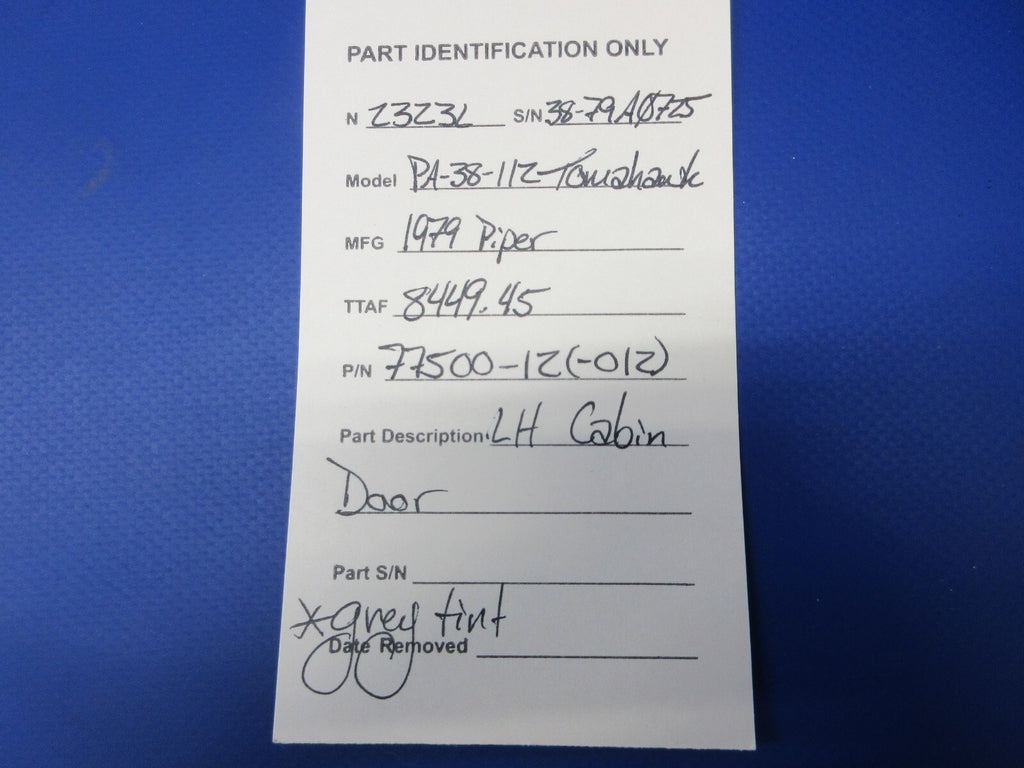 PART IDENTIFICATION ONLY
N 2323L S/N 38-79A0725
Model PA-38-112-Tomahawk
MFG 1979 Piper
TTAF 8449.45
P/N 77500-12(-012)
Part Description LH Cabin
Door
Part S/N
*grey tint
Date Removed